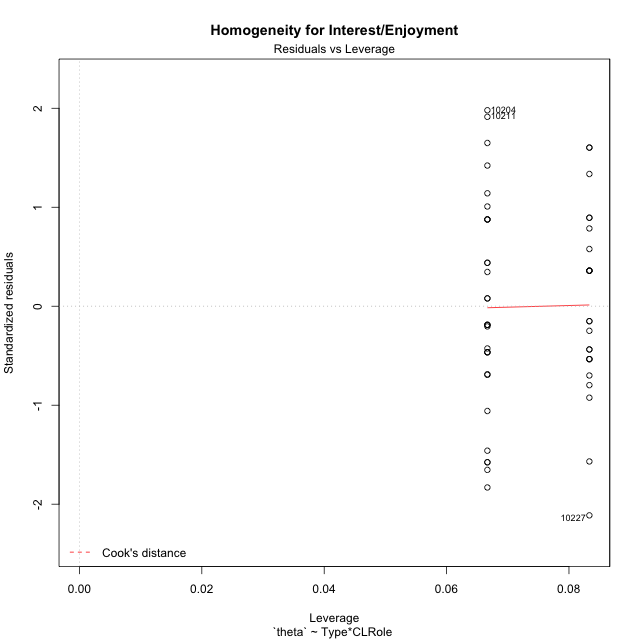 Homogeneity for Interest/Enjoyment
Residuals vs Leverage
Standardized residuals
2
1
0
-1
-2
10204
10211
10227
Cook's distance
0.00 0.02 0.04 0.06 0.08
Leverage
`theta` ~ Type*CLRole